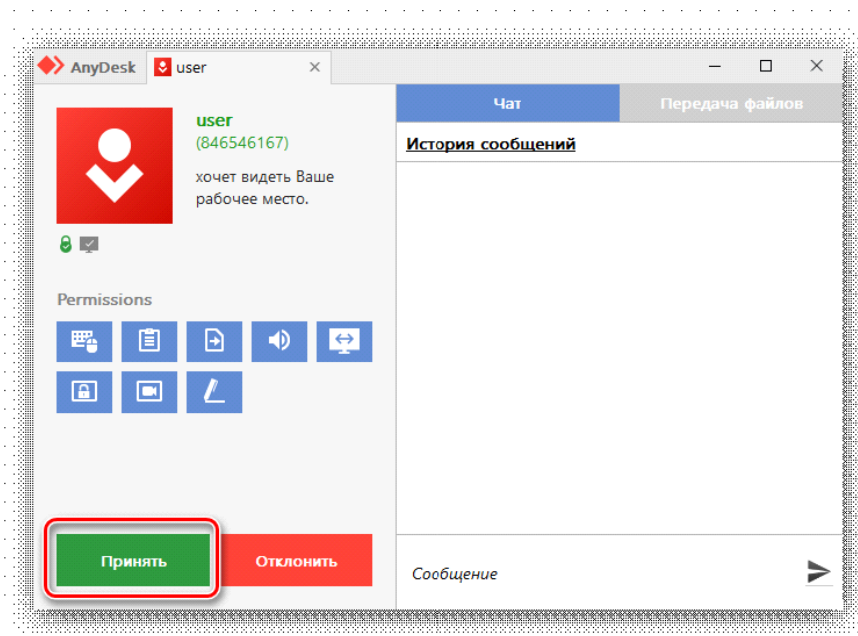 AnyDesk
user
Чат
Передача файлов
user
(846546167)
хочет видеть Ваше
рабочее место.
История сообщений
Permissions
Принять
Отклонить
Сообщение